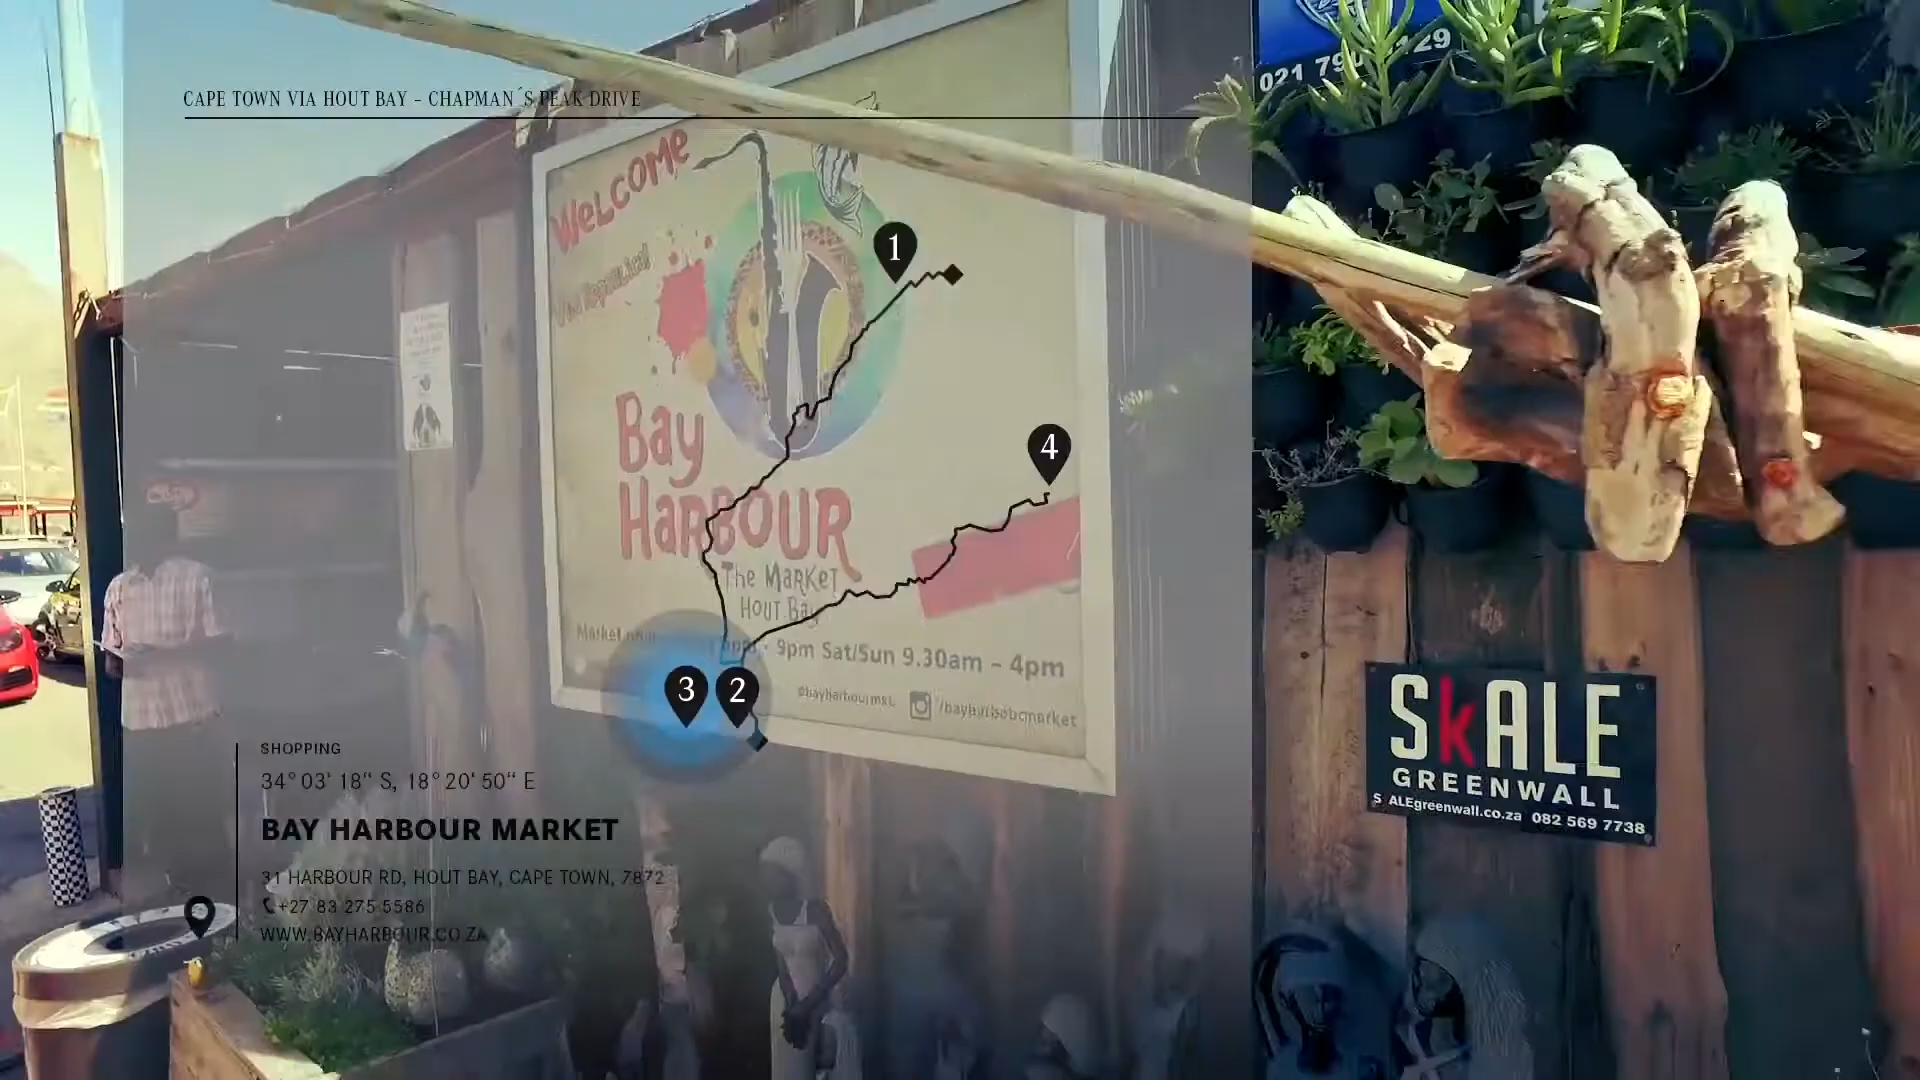 CAPE TOWN VIA HOUT BAY - CHAPMAN´S PEAK DRIVE
021 79 29
WELCOME
1
Bay
HARBOUR
The MARKET
HOUT Bay
4
Market
9pm Sat/Sun 9.30am – 4pm
3
2
@bayharbourmkt
SHOPPING
34° 03' 18“ S, 18° 20' 50“ E
BAY HARBOUR MARKET
31 HARBOUR RD, HOUT BAY, CAPE TOWN, 7872
+27 83 275 5586
WWW.BAYHARBOUR.CO.ZA
SkALE
GREENWALL
S ALEgreenwall.co.za 082 569 7738